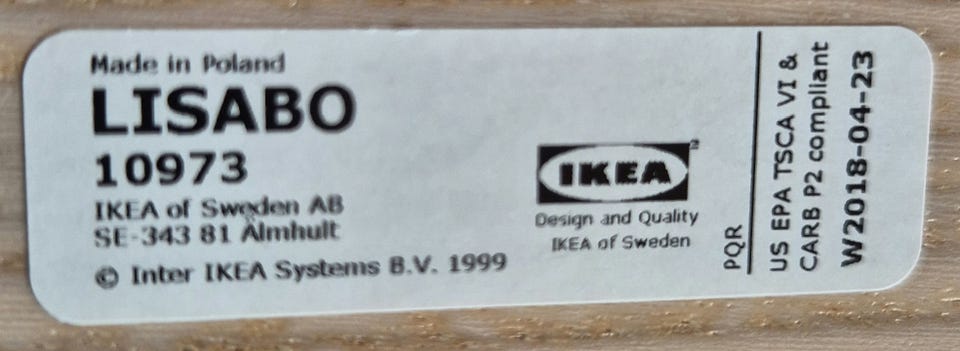 Made in Poland
LISABO
10973
IKEA of Sweden AB
SE-343 81 Älmhult
© Inter IKEA Systems B.V. 1999
IKEA
Design and Quality
IKEA of Sweden
PQR
US EPA TSCA VI &
CARB P2 compliant
W2018-04-23